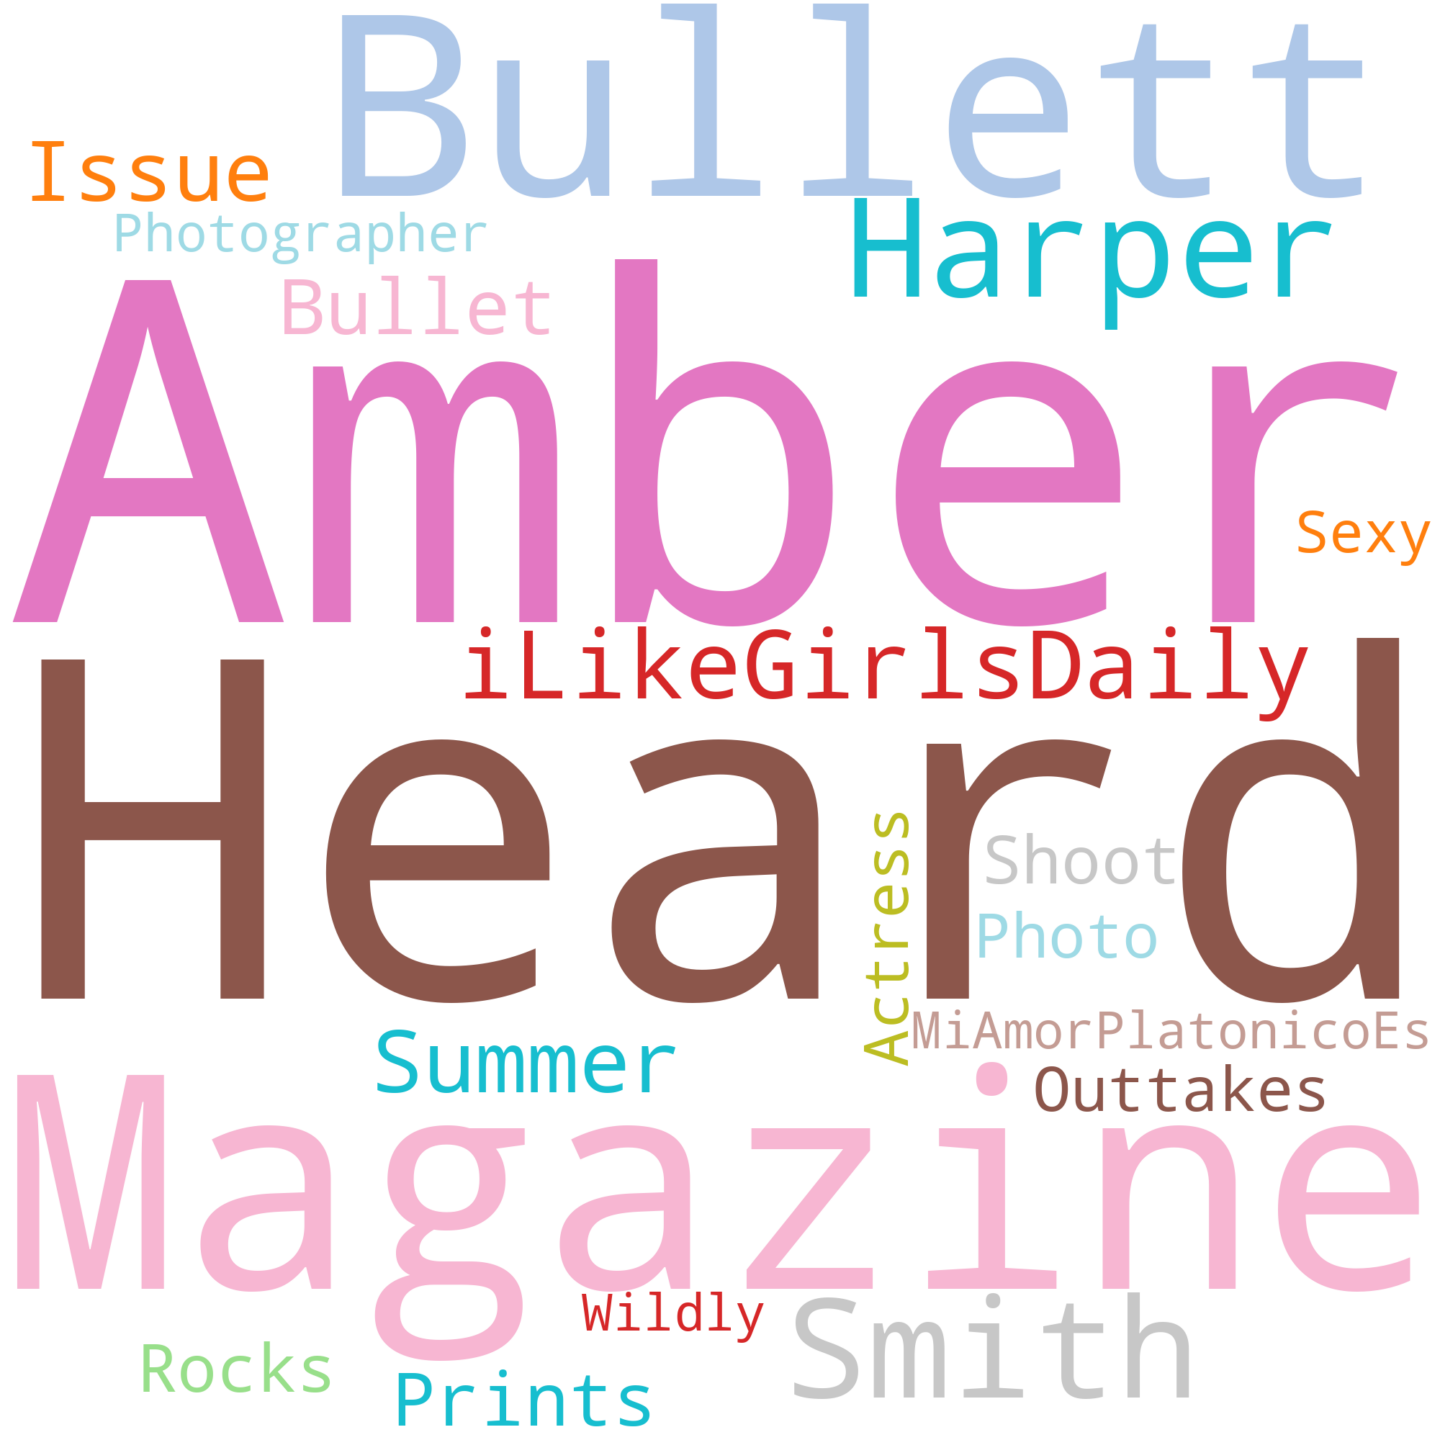 Bullett
Issue
Harper
Photographer
Bullet
Amber
Sexy
iLikeGirlsDaily
Heard
Actress
Shoot
Photo
MiAmorPlatonicoEs
Summer
Outtakes
Magazine
Wildly
Smith
Rocks
Prints